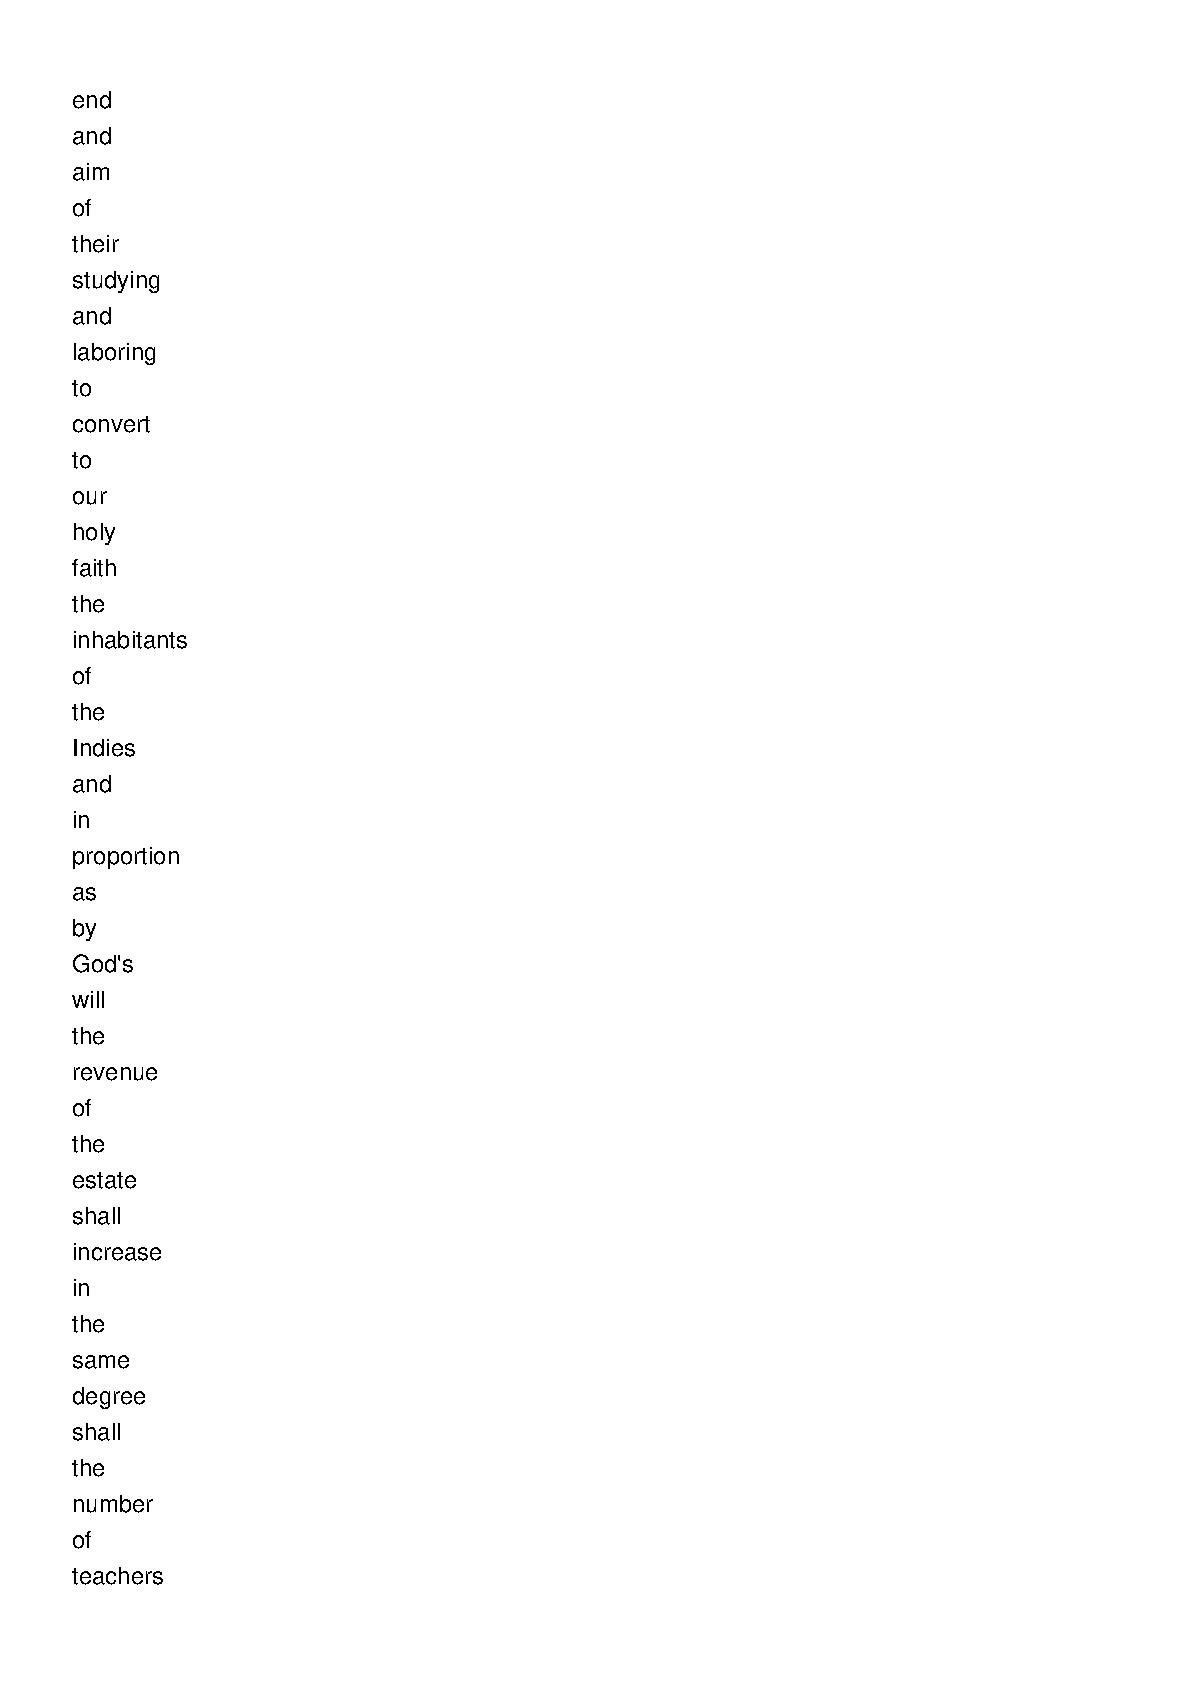 end
and
aim
of
their
studying
and
laboring
to
convert
to
our
holy
faith
the
inhabitants
of
the
Indies
and
in
proportion
as
by
God's
will
the
revenue
of
the
estate
shall
increase
in
the
same
degree
shall
the
number
of
teachers